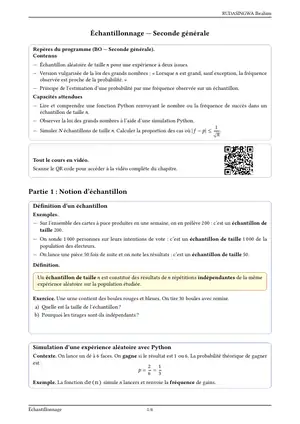 RUDASINGWA Ibrahim
Échantillonnage — Seconde générale
Repères du programme (BO — Seconde générale).
Contenus
— Échantillon aléatoire de taille n pour une expérience à deux issues.
— Version vulgarisée de la loi des grands nombres : « Lorsque n est grand, sauf exception, la fréquence
observée est proche de la probabilité. »
— Principe de l'estimation d'une probabilité par une fréquence observée sur un échantillon.
Capacités attendues
— Lire et comprendre une fonction Python renvoyant le nombre ou la fréquence de succès dans un
échantillon de taille n.
— Observer la loi des grands nombres à l'aide d'une simulation Python.
— Simuler N échantillons de taille n. Calculer la proportion des cas où |f − p| ≤ 1/√n.
Tout le cours en vidéo.
Scanne le QR code pour accéder à la vidéo complète du chapitre.
Partie 1 : Notion d'échantillon
Définition d'un échantillon
Exemples.
— Sur l'ensemble des cartes à puce produites en une semaine, on en prélève 200 : c'est un échantillon de
taille 200.
— On sonde 1 000 personnes sur leurs intentions de vote : c'est un échantillon de taille 1 000 de la
population des électeurs.
— On lance une pièce 50 fois de suite et on note les résultats : c'est un échantillon de taille 50.
Définition.
Un échantillon de taille n est constitué des résultats de n répétitions indépendantes de la même
expérience aléatoire sur la population étudiée.
Exercice. Une urne contient des boules rouges et bleues. On tire 30 boules avec remise.
a) Quelle est la taille de l'échantillon ?
b) Pourquoi les tirages sont-ils indépendants ?
Simulation d'une expérience aléatoire avec Python
Contexte. On lance un dé à 6 faces. On gagne si le résultat est 1 ou 6. La probabilité théorique de gagner
est
p = 2/6 = 1/3
Exemple. La fonction de(n) simule n lancers et renvoie la fréquence de gains.
Échantillonnage
1/6